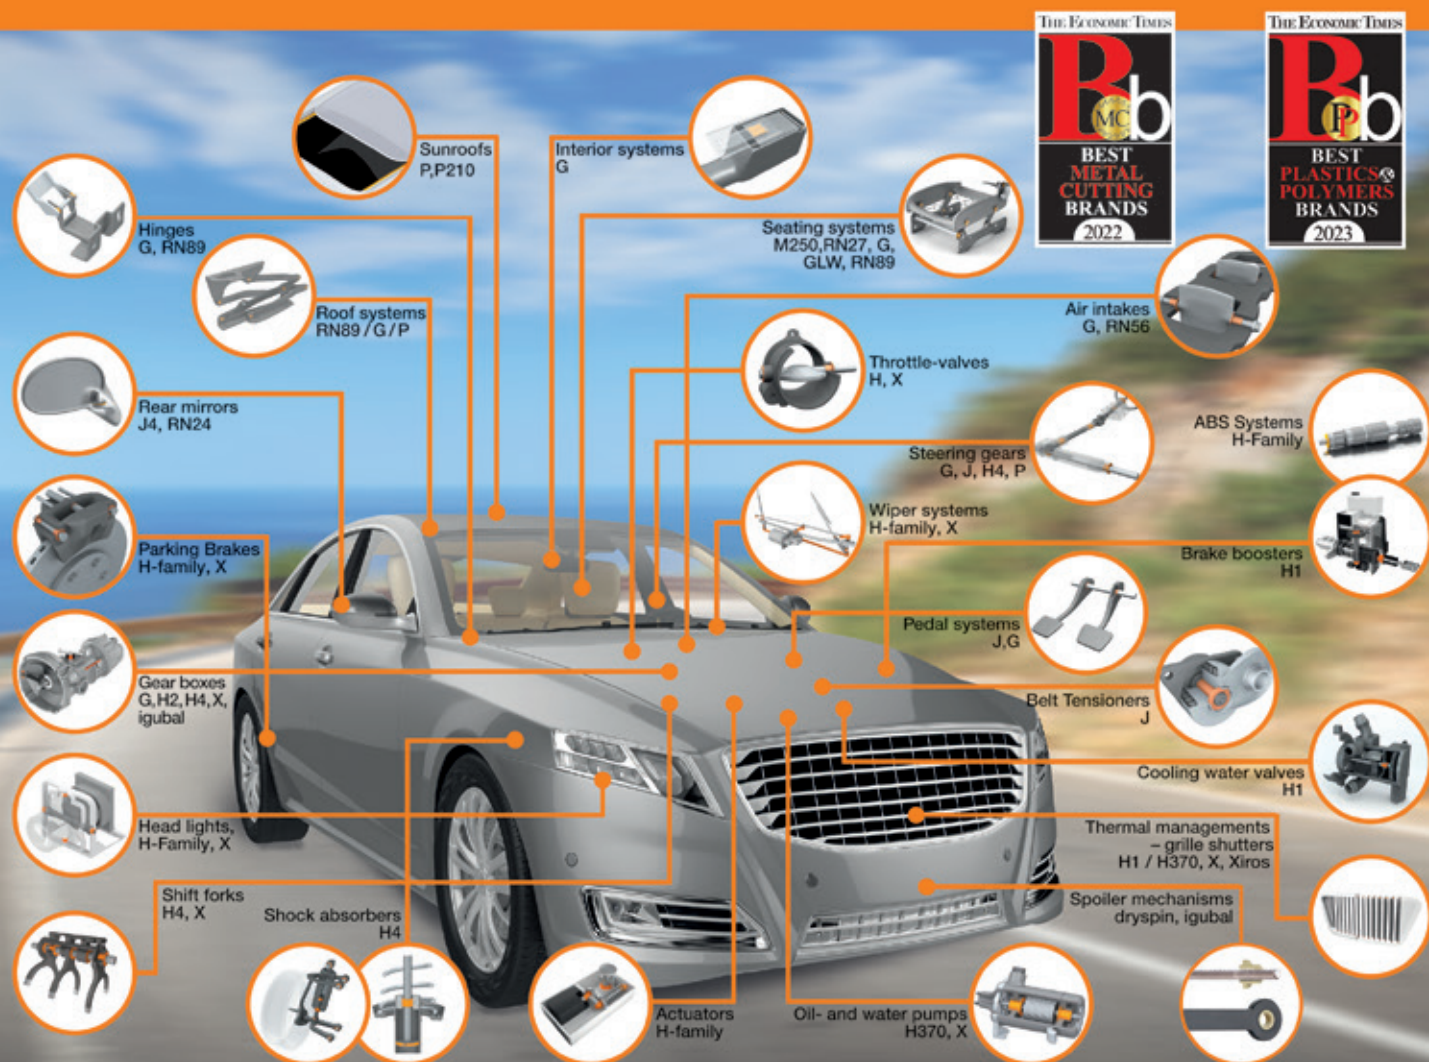 THE ECONOMIC TIMES
Bb
MC
BEST
METAL
CUTTING
BRANDS
2022
THE ECONOMIC TIMES
Bb
PP
BEST
PLASTICS &
POLYMERS
BRANDS
2023
Sunroofs
P,P210
Interior systems
G
Hinges
G, RN89
Seating systems
M250,RN27, G,
GLW, RN89
Roof systems
RN89 / G / P
Air intakes
G, RN56
Throttle-valves
H, X
Rear mirrors
J4, RN24
Steering gears
G, J, H4, P
ABS Systems
H-Family
Wiper systems
H-family, X
Parking Brakes
H-family, X
Brake boosters
H1
Pedal systems
J,G
Gear boxes
G,H2,H4,X,
igubal
Belt Tensioners
J
Cooling water valves
H1
Head lights,
H-Family, X
Thermal managements
– grille shutters
H1 / H370, X, Xiros
Shift forks
H4, X
Shock absorbers
H4
Spoiler mechanisms
dryspin, igubal
Actuators
H-family
Oil- and water pumps
H370, X